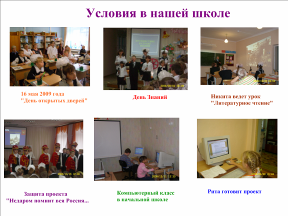 Условия в нашей школе
16 мая 2009 года
"День открытых дверей"
День Знаний
Никита ведет урок
"Литературное чтение"
Защита проекта
"Недаром помнит вся Россия...
Компьютерный класс
в начальной школе
Рита готовит проект